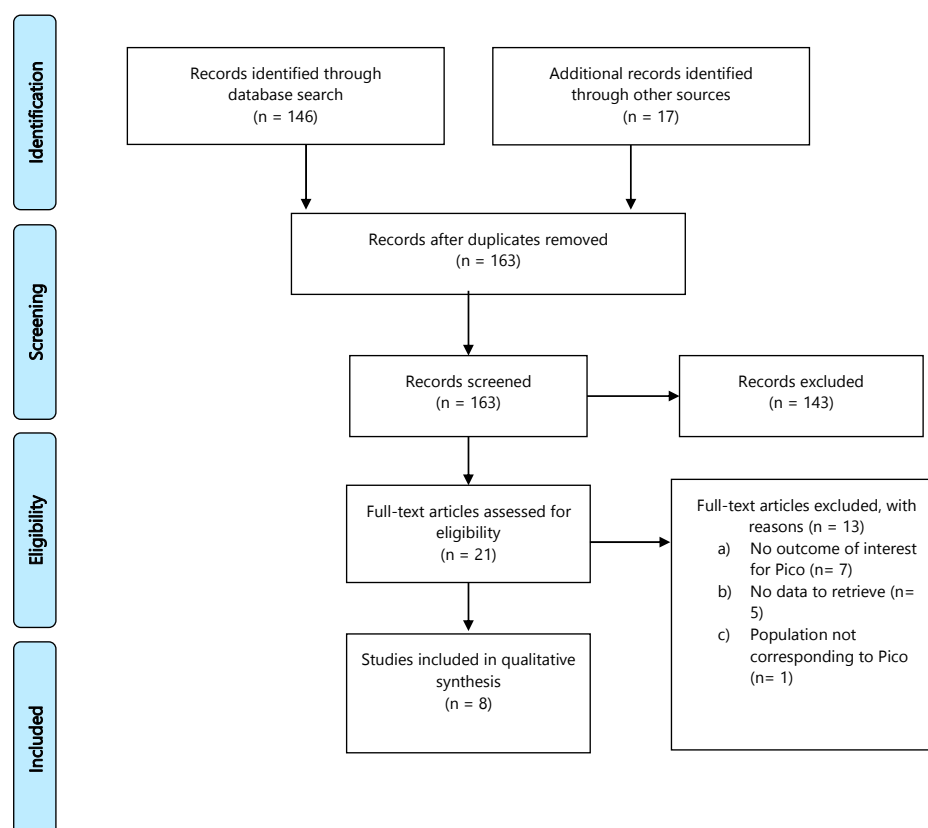 Identification
Records identified through
database search
(n = 146)
Additional records identified
through other sources
(n = 17)
Screening
Records after duplicates removed
(n = 163)
Records screened
(n = 163)
Records excluded
(n = 143)
Eligibility
Full-text articles assessed for
eligibility
(n = 21)
Full-text articles excluded, with
reasons (n = 13)
a) No outcome of interest
for Pico (n= 7)
b) No data to retrieve (n=
5)
c) Population not
corresponding to Pico
(n= 1)
Included
Studies included in qualitative
synthesis
(n = 8)